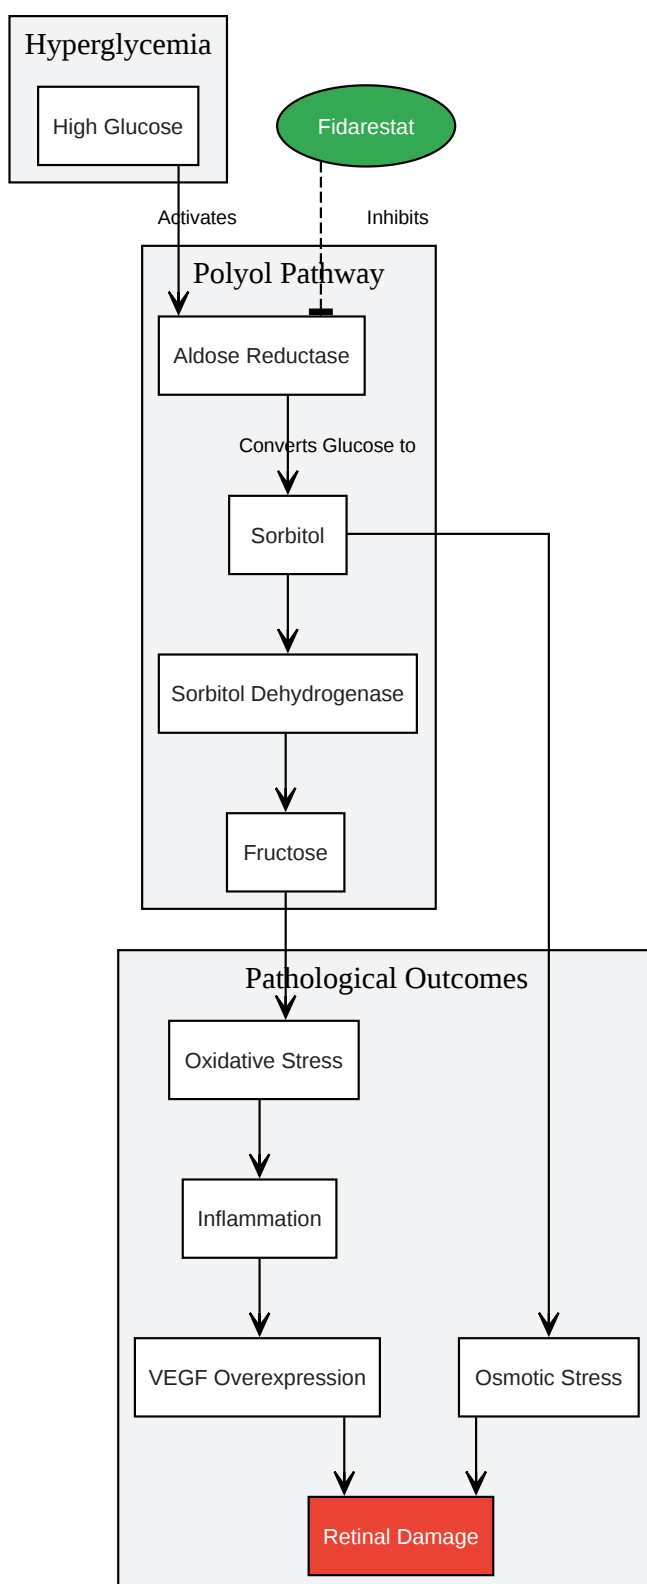 Hyperglycemia
High Glucose
Fidarestat
Activates
Inhibits
Polyol Pathway
Aldose Reductase
Converts Glucose to
Sorbitol
Sorbitol Dehydrogenase
Fructose
Pathological Outcomes
Oxidative Stress
Inflammation
VEGF Overexpression
Osmotic Stress
Retinal Damage